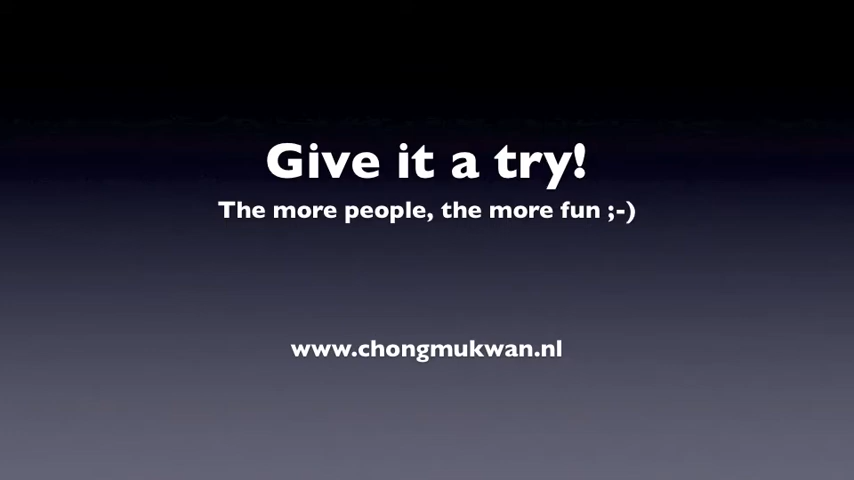 Give it a try!
The more people, the more fun ;-)
www.chongmukwan.nl